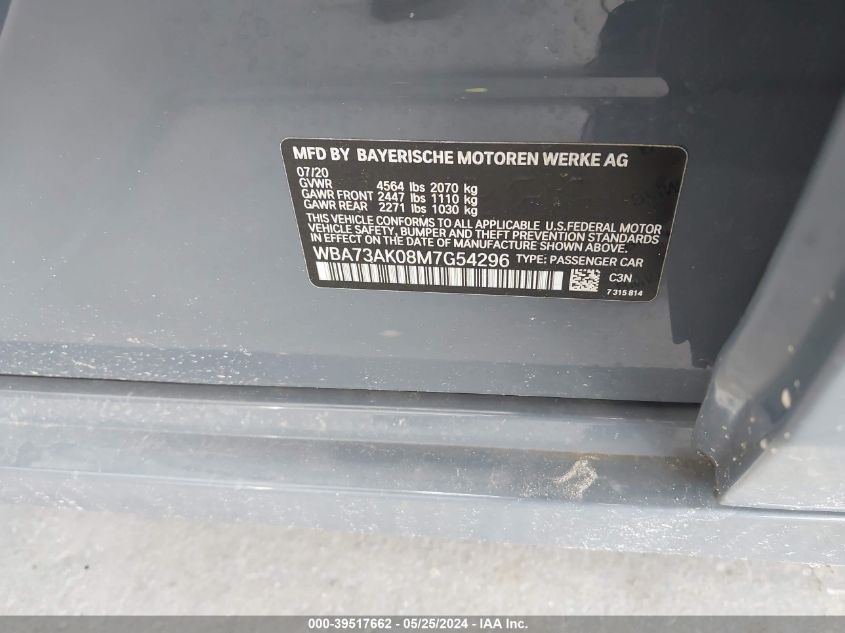 MFD BY BAYERISCHE MOTOREN WERKE AG
07/20
GVWR 4564 lbs 2070 kg
GAWR FRONT 2447 lbs 1110 kg
GAWR REAR 2271 lbs 1030 kg
THIS VEHICLE CONFORMS TO ALL APPLICABLE U.S.FEDERAL MOTOR
VEHICLE SAFETY, BUMPER AND THEFT PREVENTION STANDARDS
IN EFFECT ON THE DATE OF MANUFACTURE SHOWN ABOVE.
WBA73AK08M7G54296 TYPE: PASSENGER CAR
C3N
7 315 814
000-39517662 - 05/25/2024 - IAA Inc.